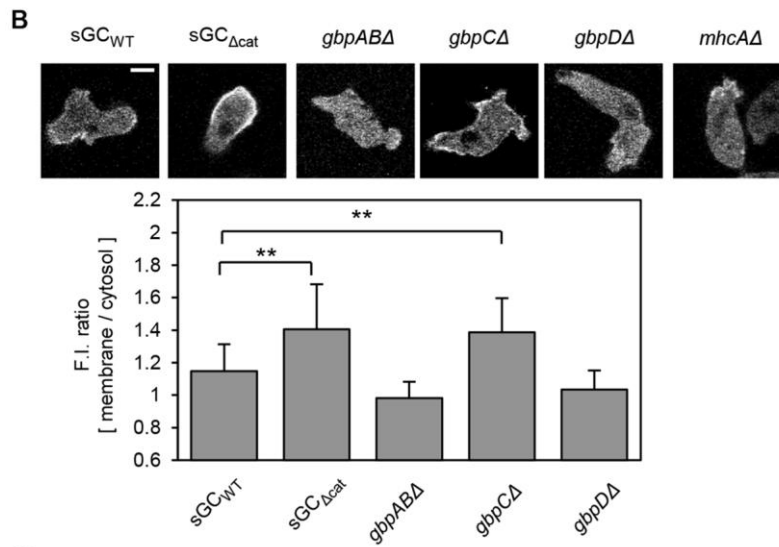 B
sGCWT sGCΔcat gbpABΔ gbpCΔ gbpDΔ mhcAΔ
2.2
2
1.8
1.6
1.4
1.2
1
0.8
0.6
F.I. ratio
[ membrane / cytosol ]
**
**
sGCWT sGCΔcat gbpABΔ gbpCΔ gbpDΔ